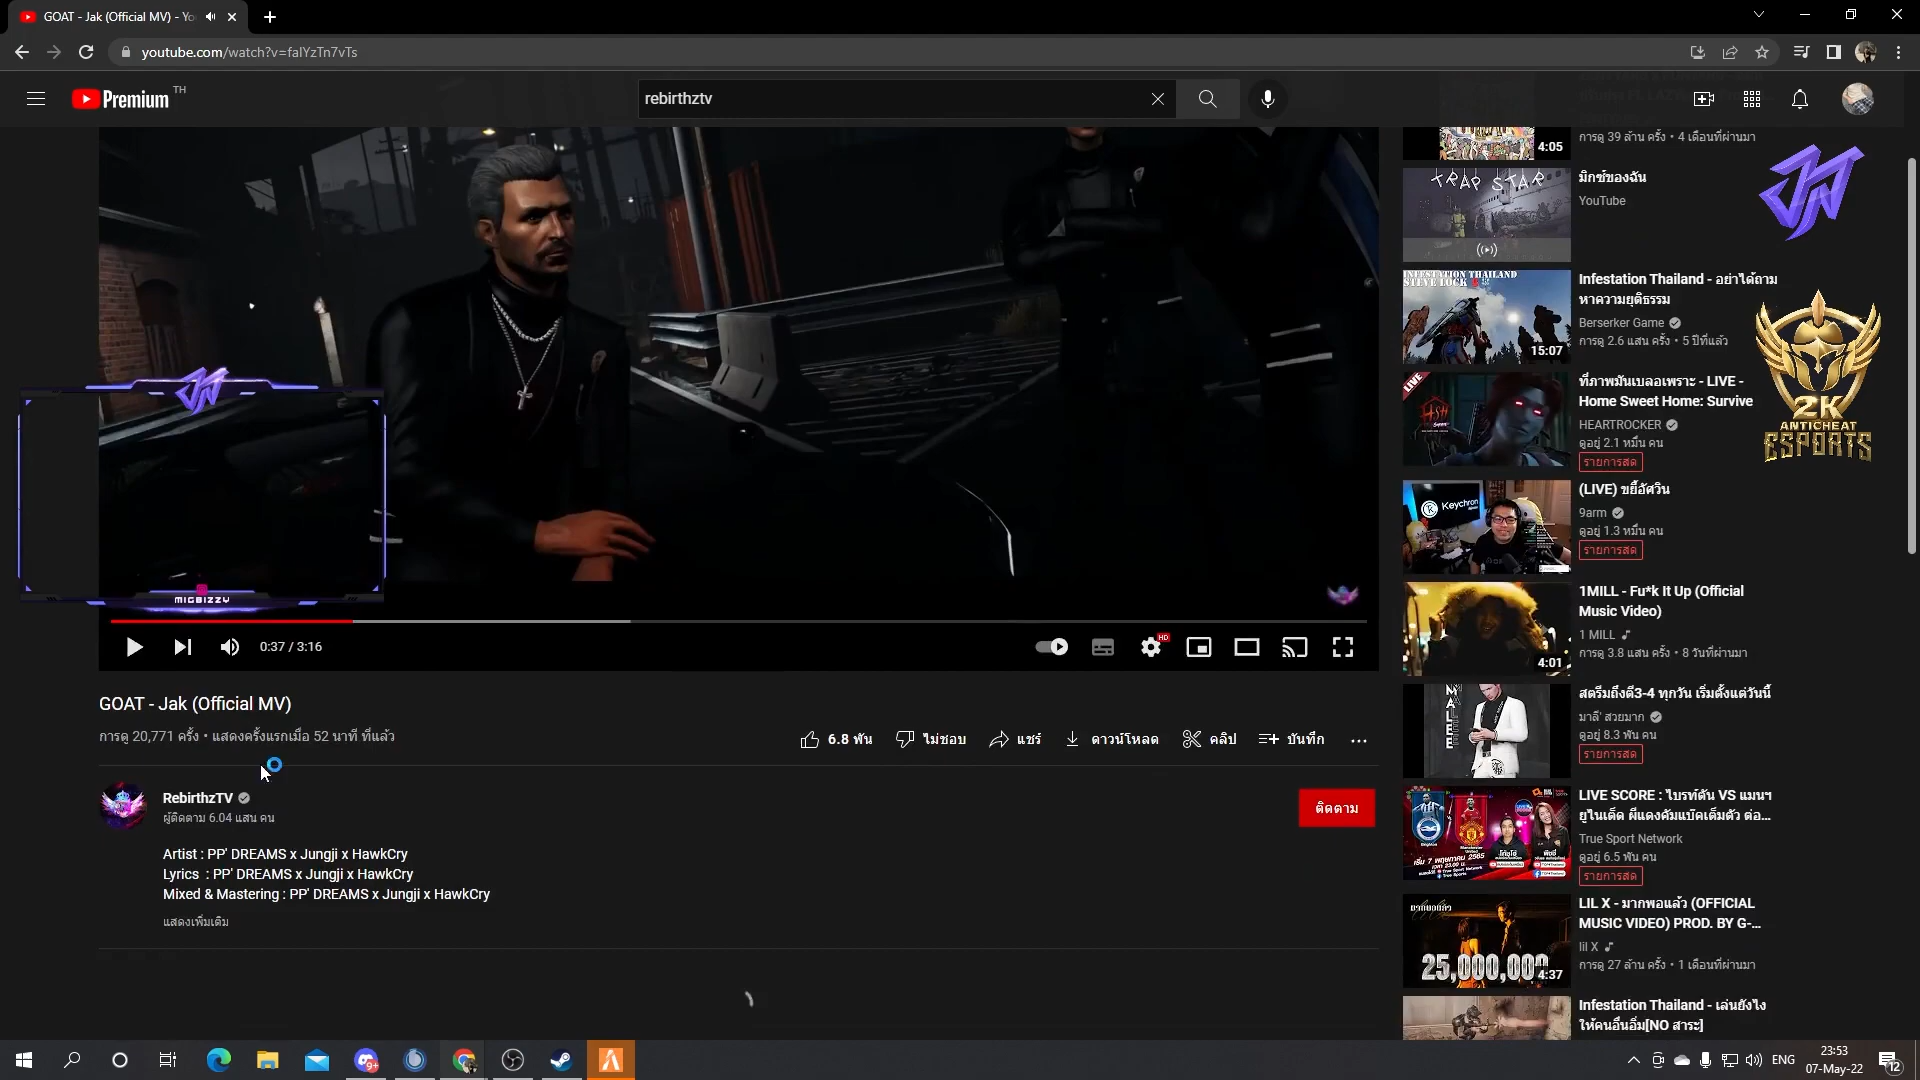 GOAT - Jak (Official MV) - Yo
youtube.com/watch?v=faIYzTn7vTs
Premium TH
rebirthztv
MIGBIZZY
0:37 / 3:16
HD
GOAT - Jak (Official MV)
การดู 20,771 ครั้ง • แสดงครั้งแรกเมื่อ 52 นาที ที่แล้ว
6.8 พัน
ไม่ชอบ
แชร์
ดาวน์โหลด
คลิป
บันทึก
RebirthzTV
ผู้ติดตาม 6.04 แสน คน
ติดตาม
Artist : PP' DREAMS x Jungji x HawkCry
Lyrics : PP' DREAMS x Jungji x HawkCry
Mixed & Mastering : PP' DREAMS x Jungji x HawkCry
แสดงเพิ่มเติม
4:05
การดู 39 ล้าน ครั้ง • 4 เดือนที่ผ่านมา
TRAP STAR
มิกซ์ของฉัน
YouTube
INFESTATION THAILAND
STEVE LOCK
15:07
Infestation Thailand - อย่าได้ถาม
หาความยุติธรรม
Berserker Game
การดู 2.6 แสน ครั้ง • 5 ปีที่แล้ว
2K
ANTICHEAT
ESPORTS
LIVE
ที่ภาพมันเบลอเพราะ - LIVE -
Home Sweet Home: Survive
HEARTROCKER
ดูอยู่ 2.1 หมื่น คน
รายการสด
Keychron
(LIVE) ขยี้อัศวิน
9arm
ดูอยู่ 1.3 หมื่น คน
รายการสด
4:01
1MILL - Fu*k It Up (Official
Music Video)
1 MILL
การดู 3.8 แสน ครั้ง • 8 วันที่ผ่านมา
MALEE
สตรีมถึงตี3-4 ทุกวัน เริ่มตั้งแต่วันนี้
มาลี' สวยมาก
ดูอยู่ 8.3 พัน คน
รายการสด
LIVE SCORE : ไบรท์ตัน VS แมนฯ
ยูไนเต็ด ผีแดงคัมแบ๊คเต็มตัว ต่อ...
True Sport Network
ดูอยู่ 6.5 พัน คน
รายการสด
มากพอแล้ว
25,000,000
4:37
LIL X - มากพอแล้ว (OFFICIAL
MUSIC VIDEO) PROD. BY G-...
lil X
การดู 27 ล้าน ครั้ง • 1 เดือนที่ผ่านมา
Infestation Thailand - เล่นยังไง
ให้คนอื่นอิ่ม[NO สาระ]
9+
ENG
23:53
07-May-22
12